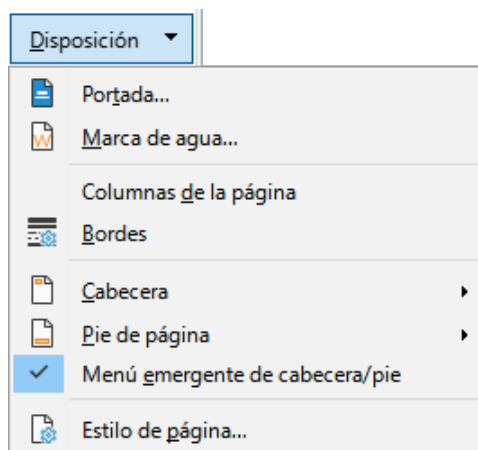 Disposición
Portada...
Marca de agua...
Columnas de la página
Bordes
Cabecera
Pie de página
Menú emergente de cabecera/pie
Estilo de página...